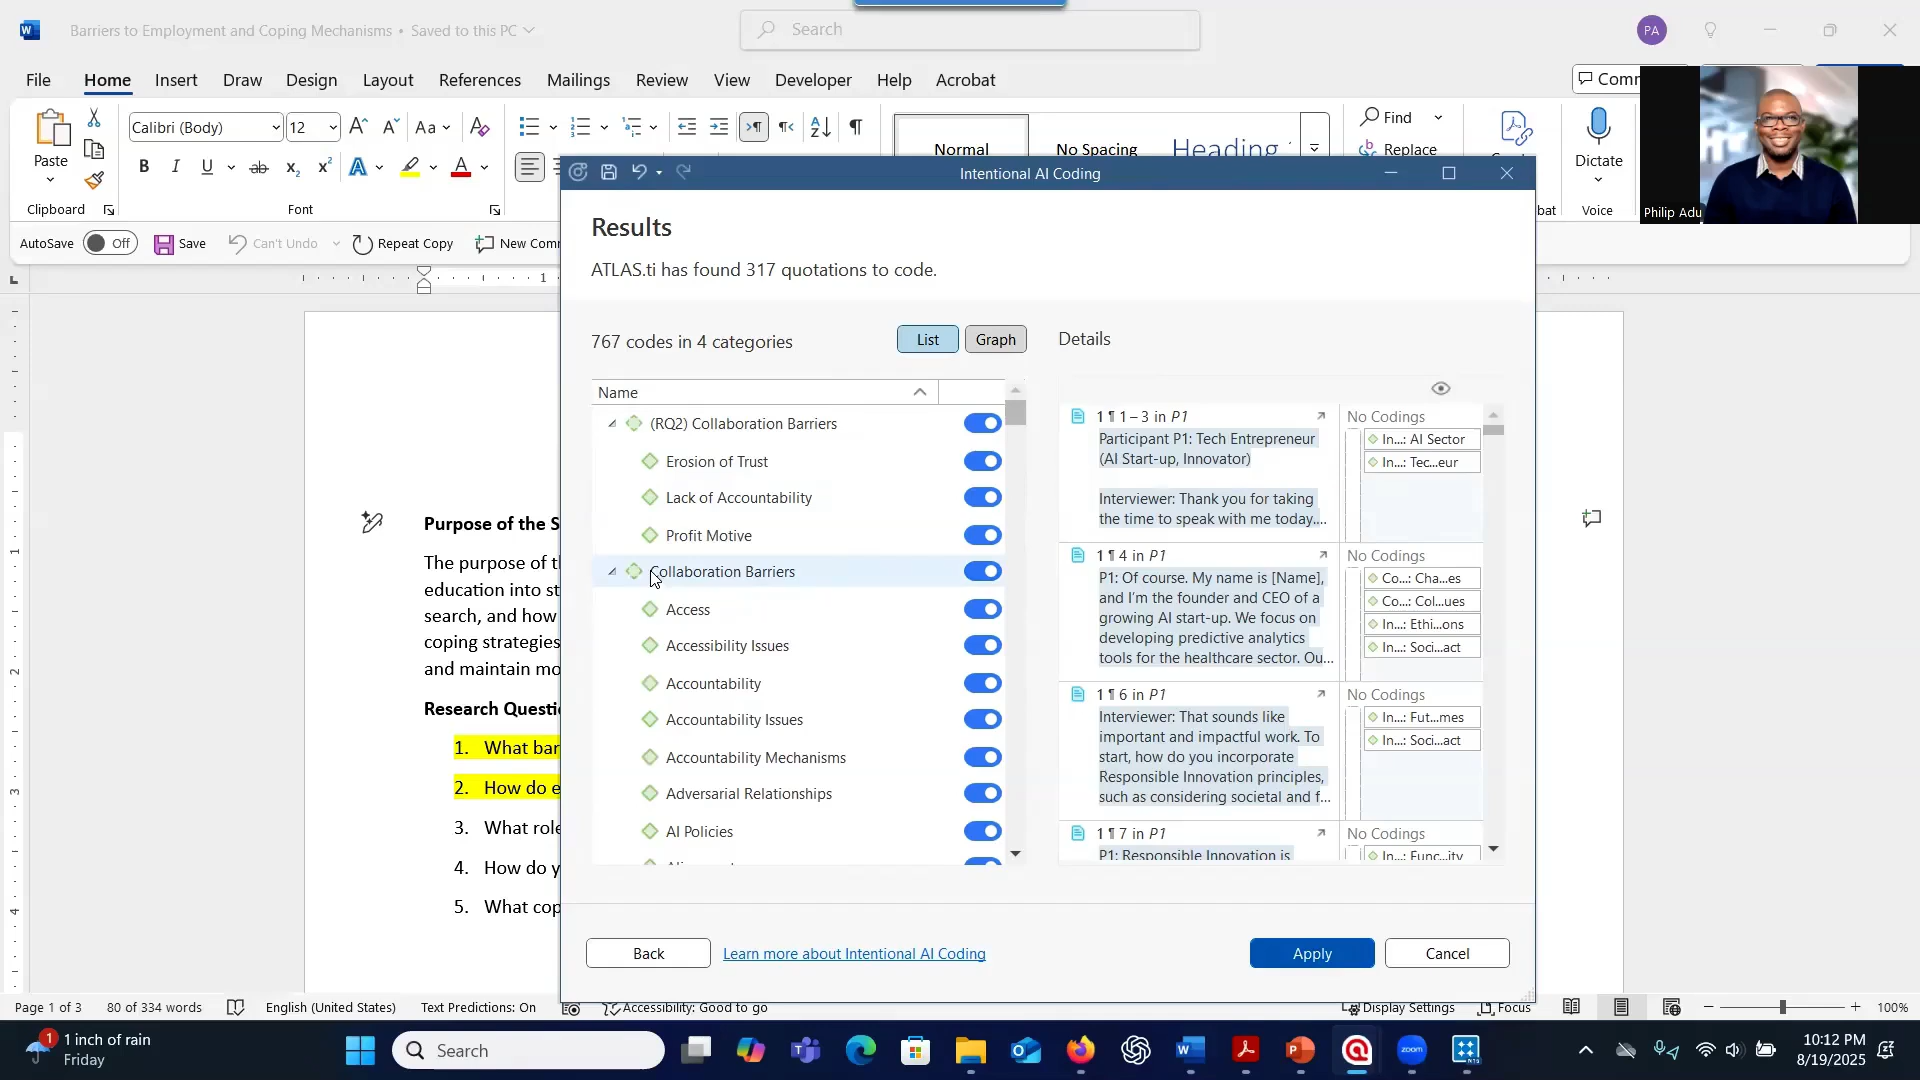 Barriers to Employment and Coping Mechanisms • Saved to this PC
Search
PA
File Home Insert Draw Design Layout References Mailings Review View Developer Help Acrobat
Calibri (Body) 12
Paste
Clipboard
Font
Normal
No Spacing
Heading
Find
Replace
Dictate
Voice
Philip Adu
AutoSave Off Save Can't Undo Repeat Copy
Intentional AI Coding
Results
ATLAS.ti has found 317 quotations to code.
767 codes in 4 categories
List
Graph
Details
Name
(RQ2) Collaboration Barriers
Erosion of Trust
Lack of Accountability
Profit Motive
Collaboration Barriers
Access
Accessibility Issues
Accountability
Accountability Issues
Accountability Mechanisms
Adversarial Relationships
AI Policies
1 ¶ 1 – 3 in P1
Participant P1: Tech Entrepreneur
(AI Start-up, Innovator)
Interviewer: Thank you for taking
the time to speak with me today....
No Codings
In...: AI Sector
In...: Tec...eur
1 ¶ 4 in P1
P1: Of course. My name is [Name],
and I'm the founder and CEO of a
growing AI start-up. We focus on
developing predictive analytics
tools for the healthcare sector. Ou...
No Codings
Co...: Cha...es
Co...: Col...ues
In...: Ethi...ons
In...: Soci...act
1 ¶ 6 in P1
Interviewer: That sounds like
important and impactful work. To
start, how do you incorporate
Responsible Innovation principles,
such as considering societal and f...
No Codings
In...: Fut...mes
In...: Soci...act
1 ¶ 7 in P1
P1: Responsible Innovation is
No Codings
In...: Func...ity
Back
Learn more about Intentional AI Coding
Apply
Cancel
Purpose of the S
The purpose of t
education into st
search, and how
coping strategies
and maintain mo
Research Questi
1. What bar
2. How do e
3. What role
4. How do y
5. What cop
Page 1 of 3 80 of 334 words English (United States) Text Predictions: On Accessibility: Good to go Display Settings Focus 100%
1 inch of rain
Friday
Search
zoom
10:12 PM
8/19/2025